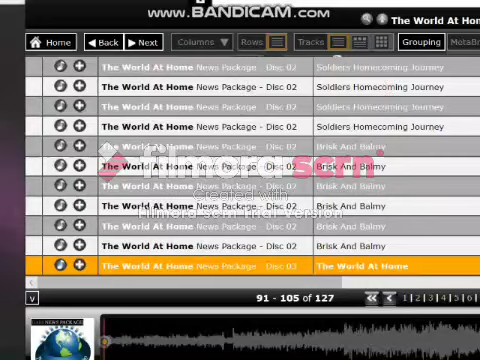 www.BANDICAM.com
The World At Hom
Home Back Next Columns Rows Tracks Grouping MetaBr
The World At Home News Package - Disc 02 Soldiers Homecoming Journey
The World At Home News Package - Disc 02 Soldiers Homecoming Journey
The World At Home News Package - Disc 02 Soldiers Homecoming Journey
The World At Home News Package - Disc 02 Soldiers Homecoming Journey
The World At Home News Package - Disc 02 Brisk And Balmy
The World At Home News Package - Disc 02 Brisk And Balmy
The World At Home News Package - Disc 02 Brisk And Balmy
The World At Home News Package - Disc 02 Brisk And Balmy
The World At Home News Package - Disc 02 Brisk And Balmy
The World At Home News Package - Disc 02 Brisk And Balmy
The World At Home News Package - Disc 03 The World At Home
filmora scrn
Created with
Filmora scrn Trial Version
v 91 - 105 of 127 1 | 2 | 3 | 4 | 5 | 6
NEWS PACKAGE